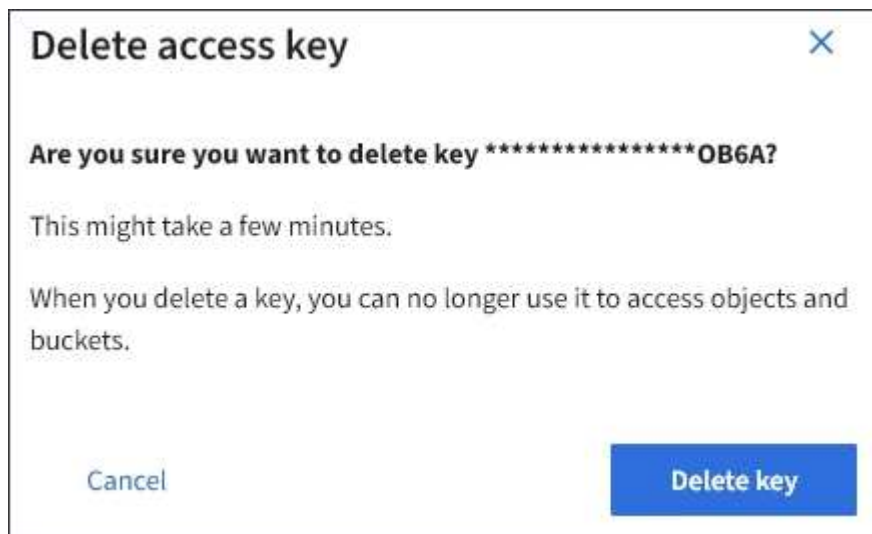 Delete access key
Are you sure you want to delete key ****************OB6A?
This might take a few minutes.
When you delete a key, you can no longer use it to access objects and
buckets.
Cancel
Delete key